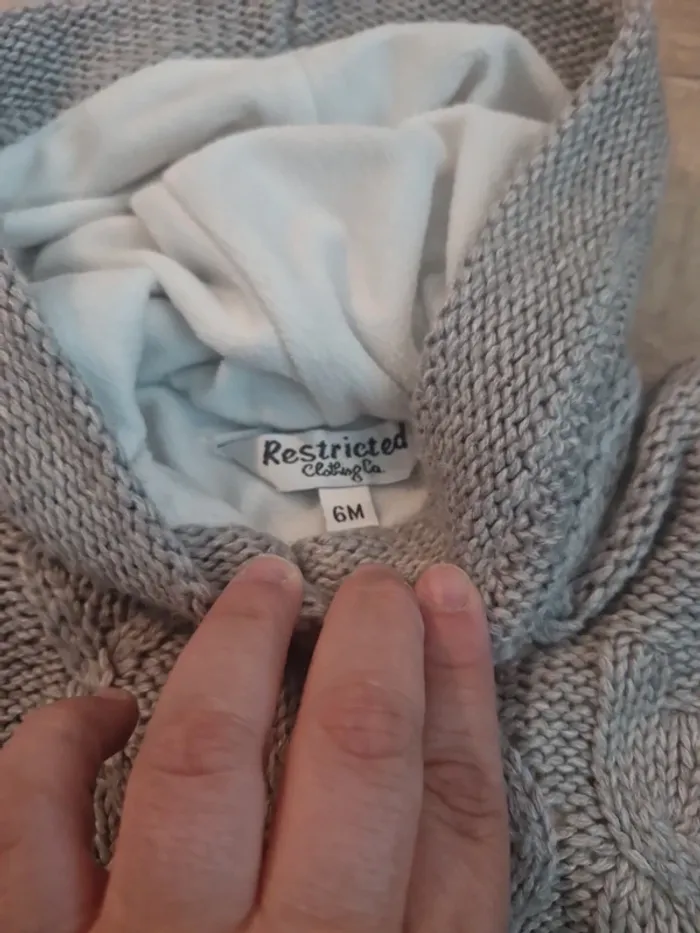 Restricted
Clothing Co.
6M